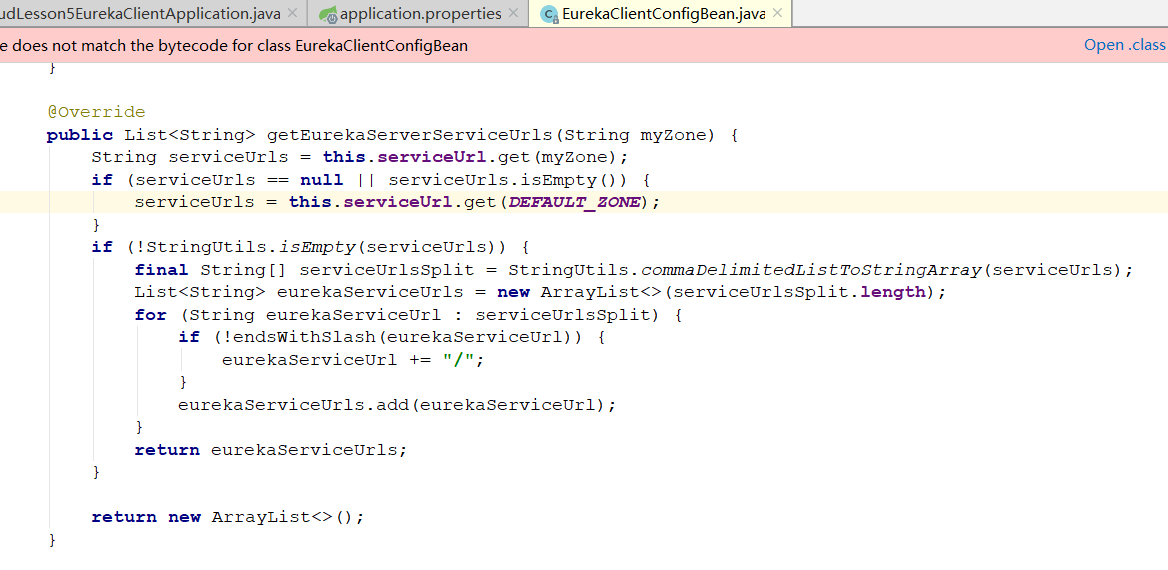 udLesson5EurekaClientApplication.java application.properties EurekaClientConfigBean.java
e does not match the bytecode for class EurekaClientConfigBean Open .class
}
@Override
public List<String> getEurekaServerServiceUrls(String myZone) {
String serviceUrls = this.serviceUrl.get(myZone);
if (serviceUrls == null || serviceUrls.isEmpty()) {
serviceUrls = this.serviceUrl.get(DEFAULT_ZONE);
}
if (!StringUtils.isEmpty(serviceUrls)) {
final String[] serviceUrlsSplit = StringUtils.commaDelimitedListToStringArray(serviceUrls);
List<String> eurekaServiceUrls = new ArrayList<>(serviceUrlsSplit.length);
for (String eurekaServiceUrl : serviceUrlsSplit) {
if (!endsWithSlash(eurekaServiceUrl)) {
eurekaServiceUrl += "/";
}
eurekaServiceUrls.add(eurekaServiceUrl);
}
return eurekaServiceUrls;
}
return new ArrayList<>();
}